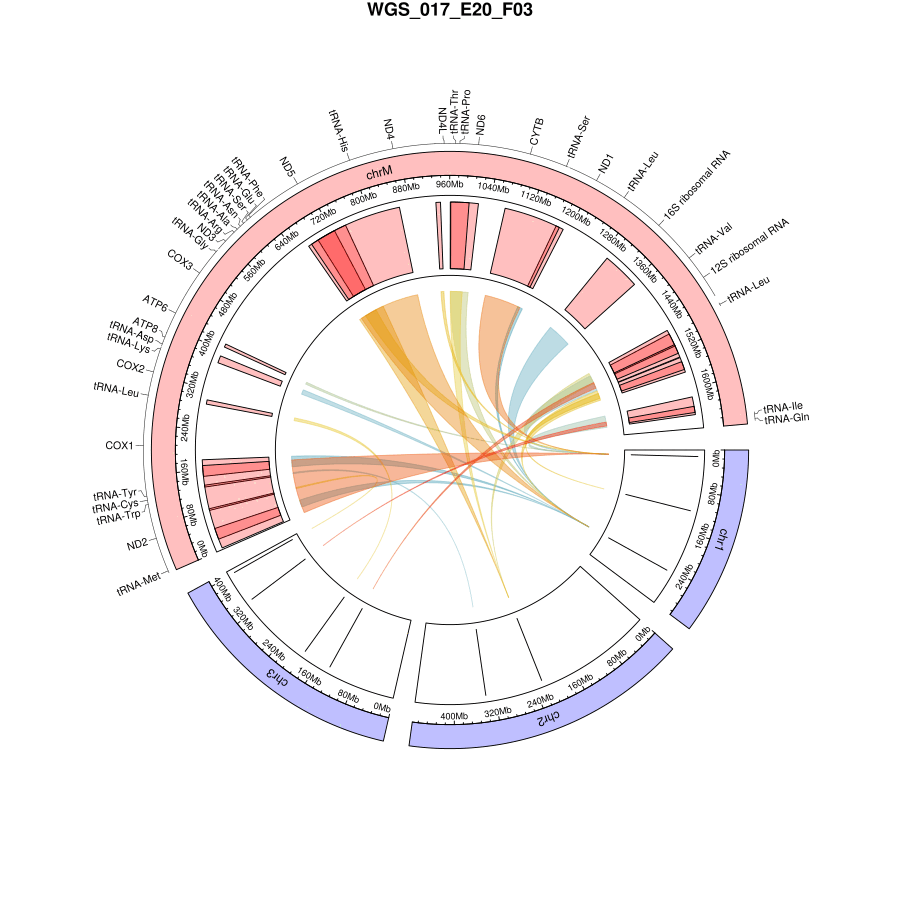 WGS_017_E20_F03
tRNA-Met
ND2
tRNA-Trp
tRNA-Cys
tRNA-Tyr
COX1
tRNA-Leu
COX2
tRNA-Lys
tRNA-Asp
ATP8
ATP6
COX3
tRNA-Gly
ND3
tRNA-Arg
tRNA-Ala
tRNA-Asn
tRNA-Ser
tRNA-Glu
tRNA-Phe
ND5
tRNA-His
ND4
ND4L
tRNA-Thr
tRNA-Pro
ND6
CYTB
tRNA-Ser
ND1
tRNA-Leu
16S ribosomal RNA
tRNA-Val
12S ribosomal RNA
tRNA-Leu
tRNA-Ile
tRNA-Gln
chrM
0Mb
80Mb
160Mb
240Mb
320Mb
400Mb
480Mb
560Mb
640Mb
720Mb
800Mb
880Mb
960Mb
1040Mb
1120Mb
1200Mb
1280Mb
1360Mb
1440Mb
1520Mb
1600Mb
chr1
0Mb
80Mb
160Mb
240Mb
chr2
0Mb
80Mb
160Mb
240Mb
320Mb
400Mb
chr3
0Mb
80Mb
160Mb
240Mb
320Mb
400Mb